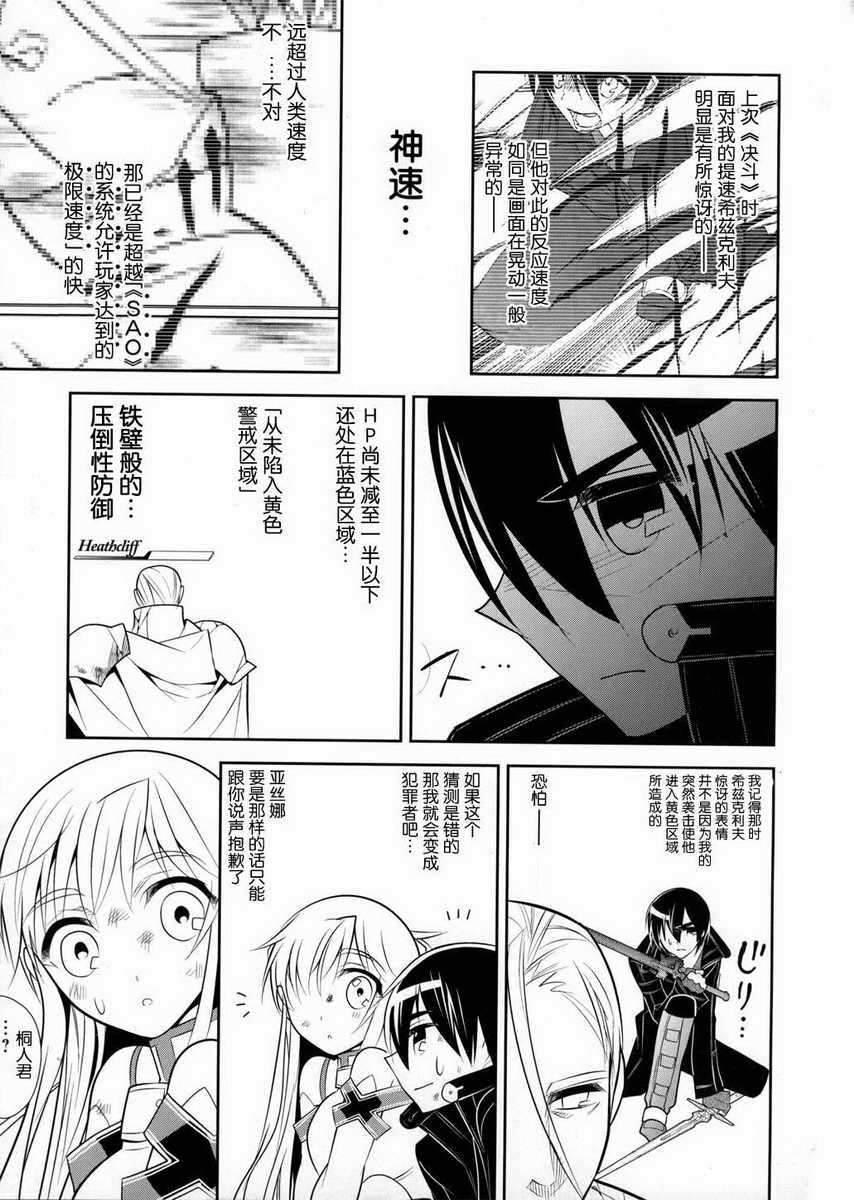 上次《决斗》时
面对我的提速希兹克利夫
明显是有所惊讶的——
但他对此的反应速度
如同是画面在晃动一般
异常的——
神速…
远超过人类速度
不……不对
那已经是超越《SAO》
的系统允许玩家达到的
极限速度」的快
HP尚未减至一半以下
还处在蓝色区域…
「从未陷入黄色
警戒区域」
铁壁般的…
压倒性防御
Heathcliff
ス…
我记得那时
希兹克利夫
惊讶的表情
并不是因为我的
突然袭击使他
进入黄色区域
所造成的
恐怕——
じり…
如果这个
猜测是错的
那我就会变成
犯罪者吧…
亚丝娜
要是那样的话只能
跟你说声抱歉了
桐人君
…?